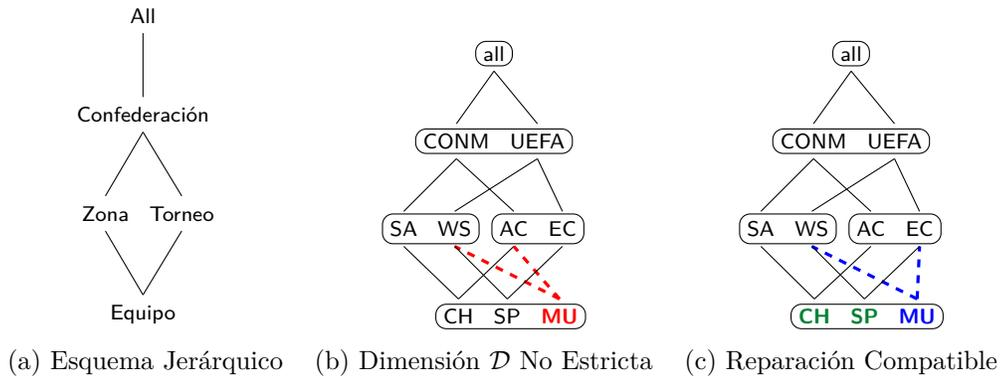 All
Confederación
Zona Torneo
Equipo
(a) Esquema Jerárquico
all
CONM UEFA
SA WS AC EC
CH SP MU
(b) Dimensión D No Estricta
all
CONM UEFA
SA WS AC EC
CH SP MU
(c) Reparación Compatible